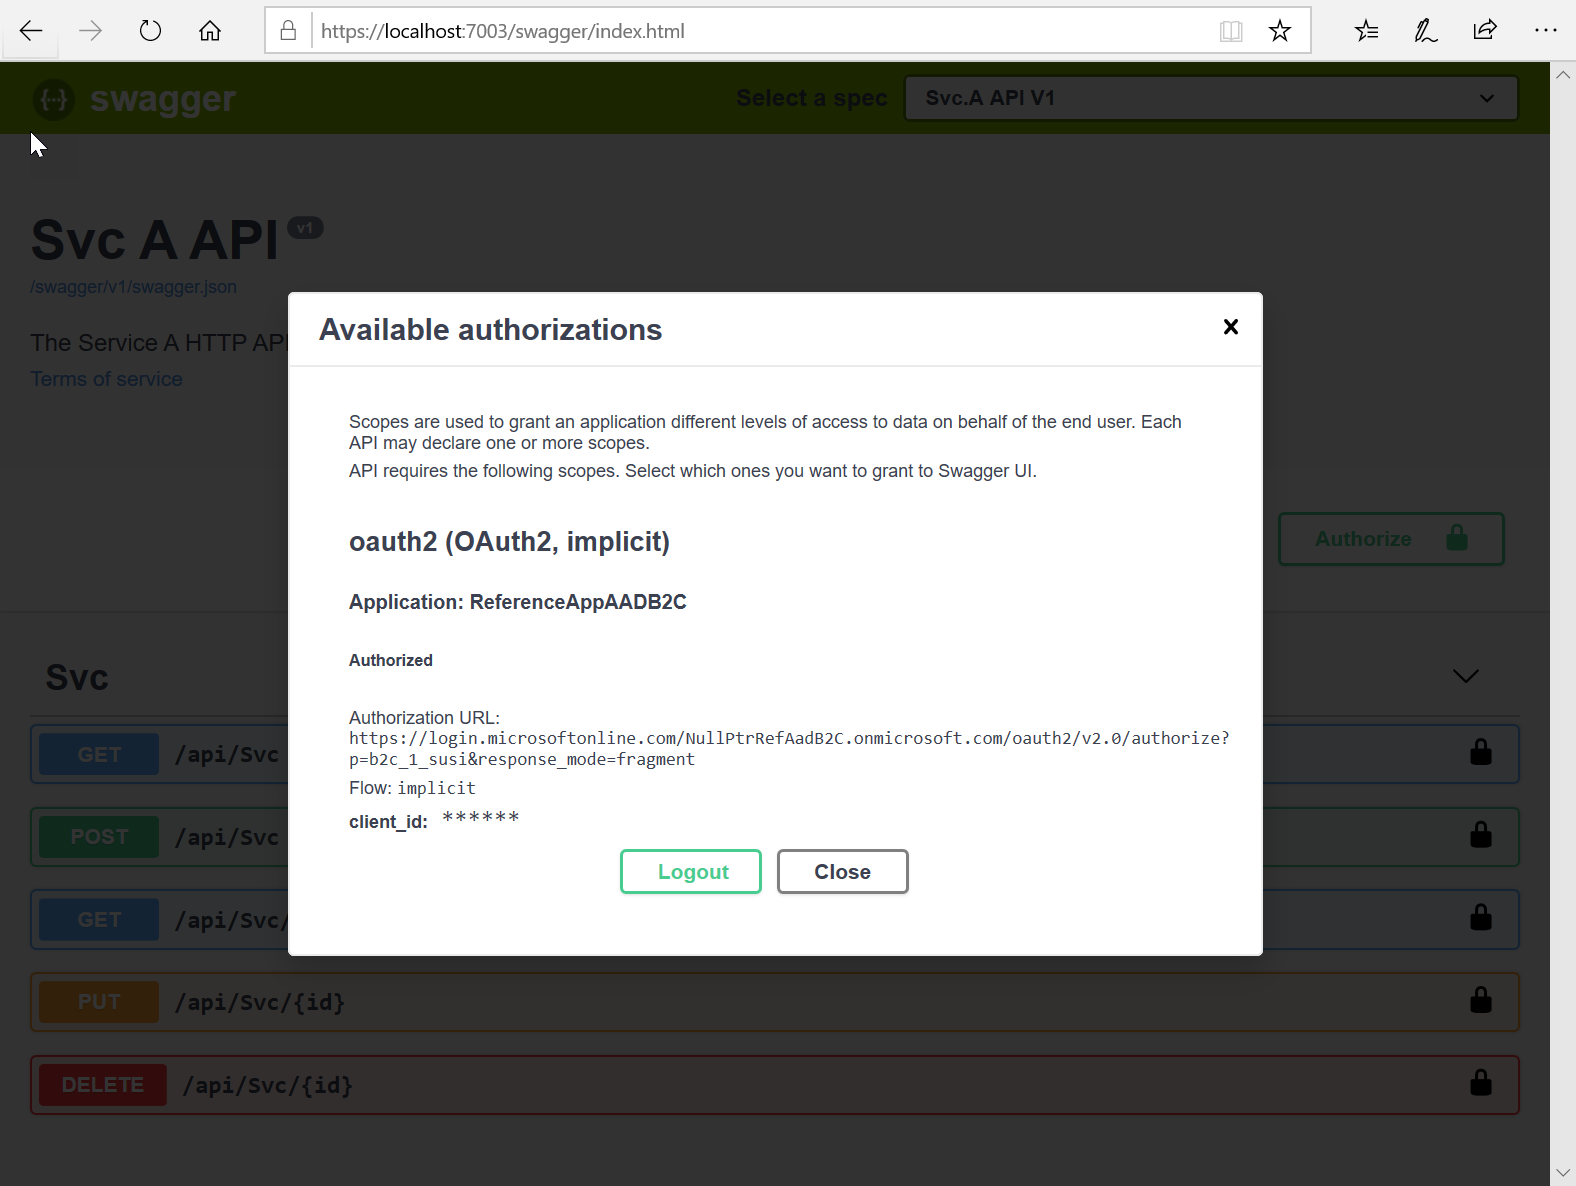 https://localhost:7003/swagger/index.html
{···} swagger
Select a spec
Svc.A API V1
Svc A API v1
/swagger/v1/swagger.json
The Service A HTTP API
Terms of service
Available authorizations
Scopes are used to grant an application different levels of access to data on behalf of the end user. Each
API may declare one or more scopes.
API requires the following scopes. Select which ones you want to grant to Swagger UI.
oauth2 (OAuth2, implicit)
Application: ReferenceAppAADB2C
Authorized
Authorization URL:
https://login.microsoftonline.com/NullPtrRefAadB2C.onmicrosoft.com/oauth2/v2.0/authorize?
p=b2c_1_susi&response_mode=fragment
Flow: implicit
client_id: ******
Logout
Close
Authorize
Svc
GET /api/Svc
POST /api/Svc
GET /api/Svc/
PUT /api/Svc/{id}
DELETE /api/Svc/{id}